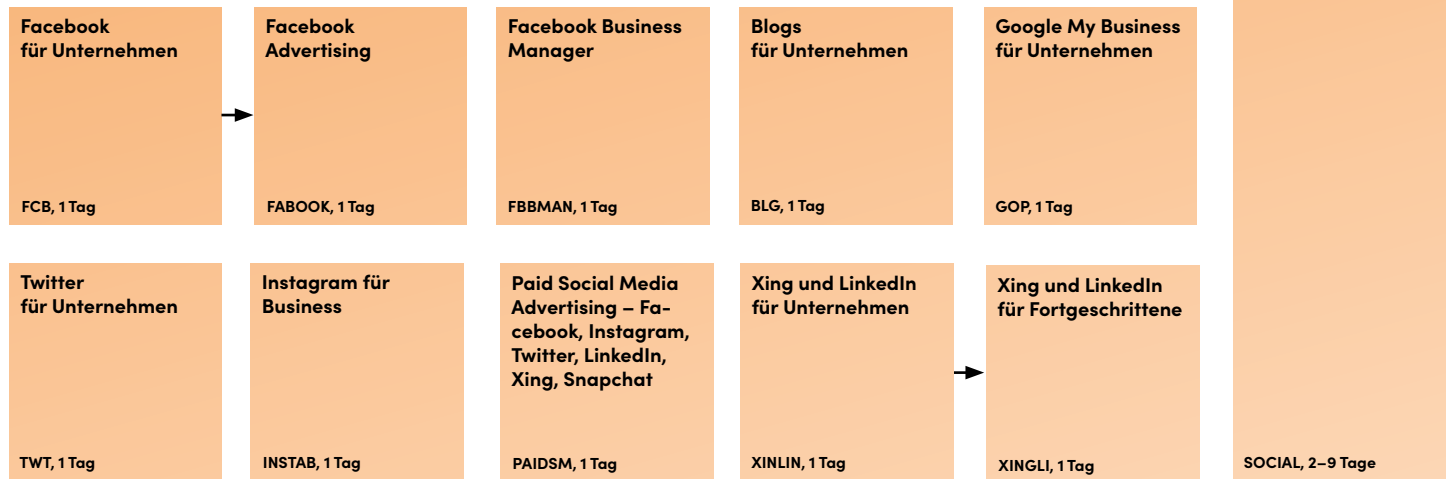 Facebook
für Unternehmen
FCB, 1 Tag
Facebook
Advertising
FABOOK, 1 Tag
Facebook Business
Manager
FBBMAN, 1 Tag
Blogs
für Unternehmen
BLG, 1 Tag
Google My Business
für Unternehmen
GOP, 1 Tag
Twitter
für Unternehmen
TWT, 1 Tag
Instagram für
Business
INSTAB, 1 Tag
Paid Social Media
Advertising – Fa-
cebook, Instagram,
Twitter, LinkedIn,
Xing, Snapchat
PAIDSM, 1 Tag
Xing und LinkedIn
für Unternehmen
XINLIN, 1 Tag
Xing und LinkedIn
für Fortgeschrittene
XINGLI, 1 Tag
SOCIAL, 2–9 Tage